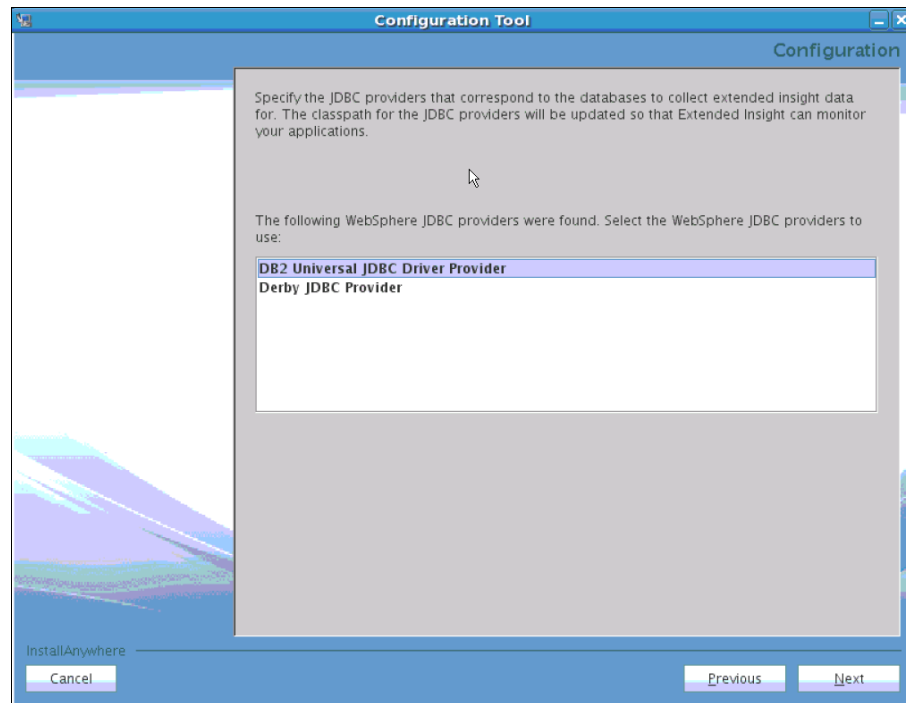 Configuration Tool
Configuration
Specify the JDBC providers that correspond to the databases to collect extended insight data
for. The classpath for the JDBC providers will be updated so that Extended Insight can monitor
your applications.
The following WebSphere JDBC providers were found. Select the WebSphere JDBC providers to
use:
DB2 Universal JDBC Driver Provider
Derby JDBC Provider
InstallAnywhere
Cancel
Previous
Next